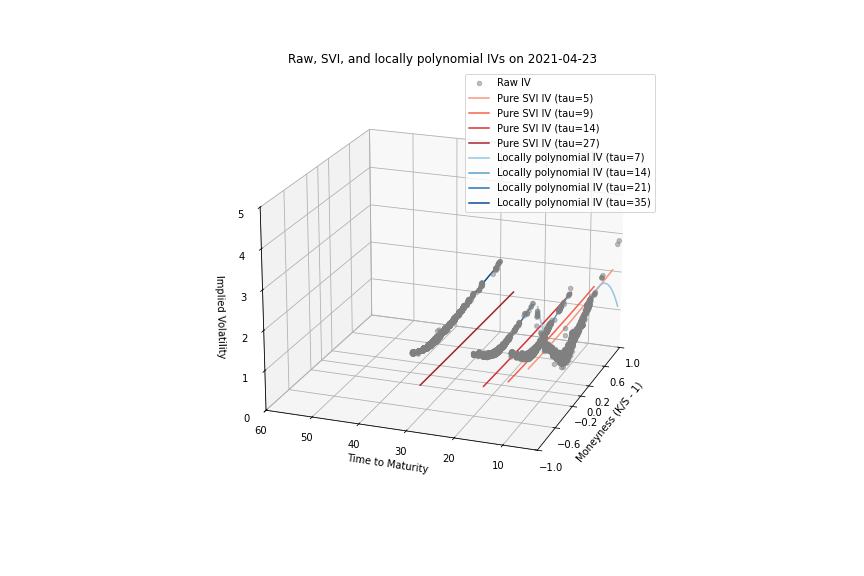 Raw, SVI, and locally polynomial IVs on 2021-04-23
Raw IV
Pure SVI IV (tau=5)
Pure SVI IV (tau=9)
Pure SVI IV (tau=14)
Pure SVI IV (tau=27)
Locally polynomial IV (tau=7)
Locally polynomial IV (tau=14)
Locally polynomial IV (tau=21)
Locally polynomial IV (tau=35)
5
4
3
2
1
0
Implied Volatility
60
50
40
30
20
10
Time to Maturity
1.0
0.6
0.2
0.0
−0.2
−0.6
−1.0
Moneyness (K/S - 1)